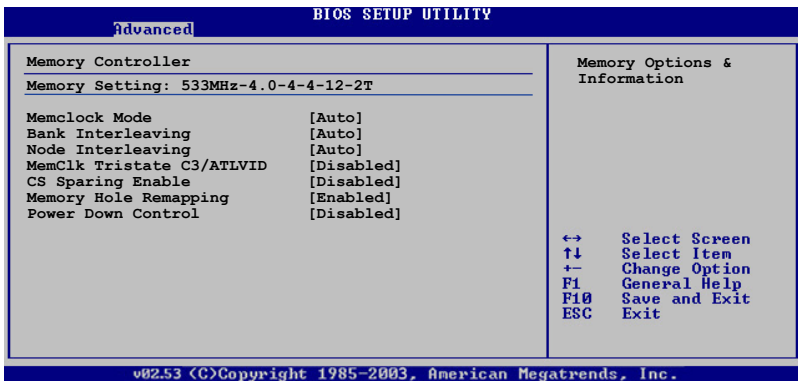 BIOS SETUP UTILITY
Advanced
Memory Controller
Memory Setting: 533MHz-4.0-4-4-12-2T
Memclock Mode [Auto]
Bank Interleaving [Auto]
Node Interleaving [Auto]
MemClk Tristate C3/ATLVID [Disabled]
CS Sparing Enable [Disabled]
Memory Hole Remapping [Enabled]
Power Down Control [Disabled]
Memory Options &
Information
←→ Select Screen
↑↓ Select Item
+- Change Option
F1 General Help
F10 Save and Exit
ESC Exit
v02.53 (C)Copyright 1985-2003, American Megatrends, Inc.